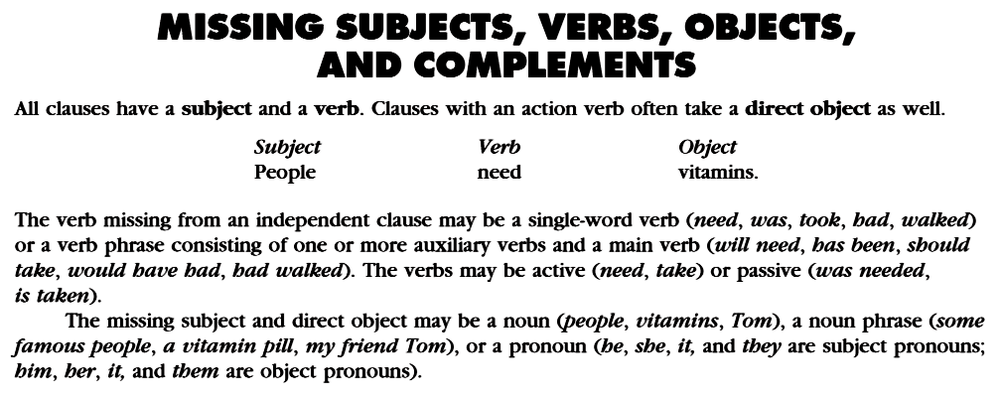 MISSING SUBJECTS, VERBS, OBJECTS,
AND COMPLEMENTS
All clauses have a subject and a verb. Clauses with an action verb often take a direct object as well.
Subject Verb Object
People need vitamins.
The verb missing from an independent clause may be a single-word verb (need, was, took, had, walked)
or a verb phrase consisting of one or more auxiliary verbs and a main verb (will need, has been, should
take, would have had, had walked). The verbs may be active (need, take) or passive (was needed,
is taken).
The missing subject and direct object may be a noun (people, vitamins, Tom), a noun phrase (some
famous people, a vitamin pill, my friend Tom), or a pronoun (he, she, it, and they are subject pronouns;
him, her, it, and them are object pronouns).